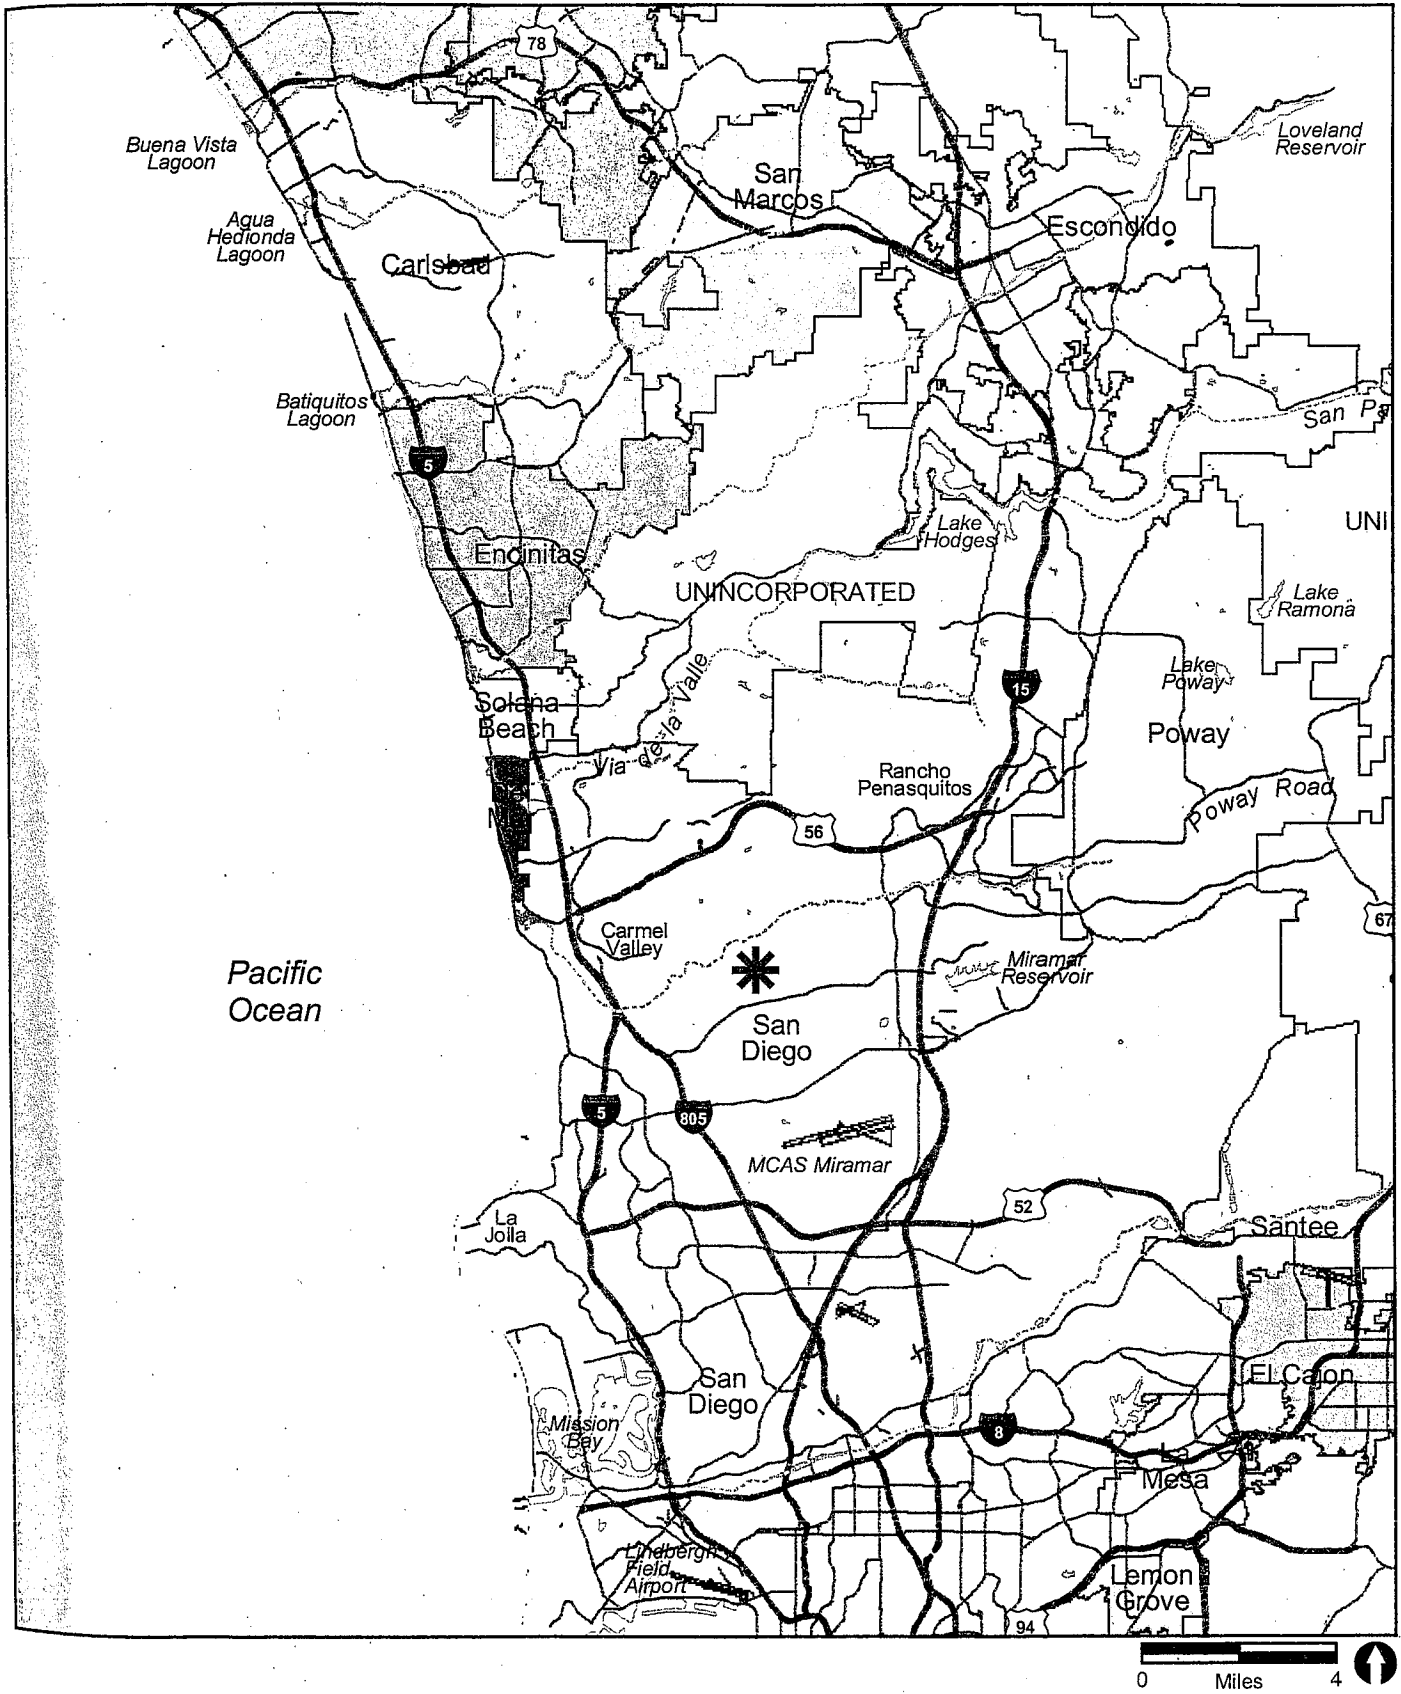 78
Buena Vista
Lagoon
Loveland
Reservoir
San
Marcos
Agua
Hedionda
Lagoon
Escondido
Carlsbad
Batiquitos
Lagoon
San Pa
5
Lake
Hodges
UNI
Encinitas
UNINCORPORATED
Lake
Ramona
Lake
Poway
15
Solana
Beach
Poway
Via de la Valle
Rancho
Penasquitos
Poway Road
56
67
Carmel
Valley
Miramar
Reservoir
Pacific
Ocean
San
Diego
5
805
MCAS Miramar
52
La
Jolla
Santee
San
Diego
El Cajon
Mission
Bay
8
La
Mesa
Lindbergh
Field
Airport
Lemon
Grove
94
0 Miles 4